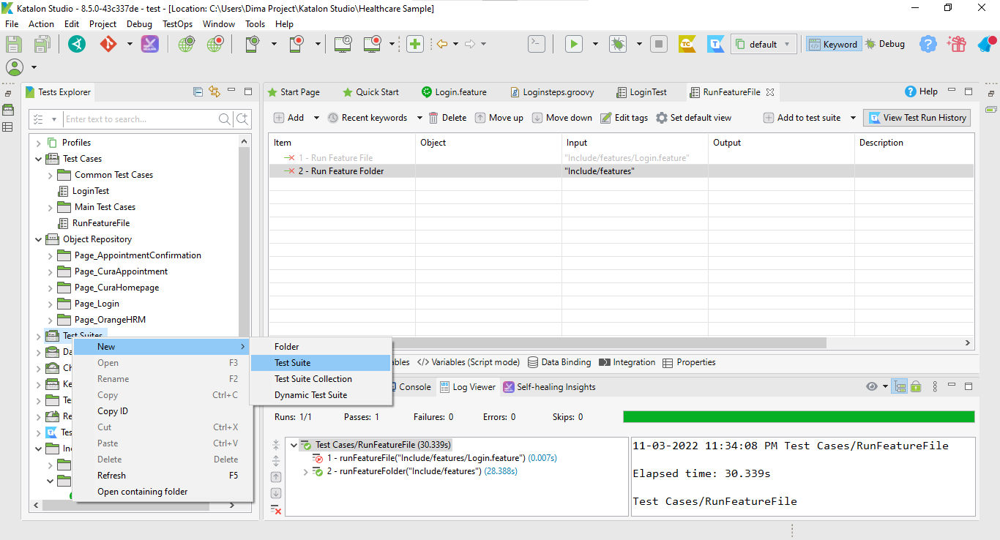 Katalon Studio - 8.5.0-43c337de - test - [Location: C:\Users\Dima Project\Katalon Studio\Healthcare Sample]
File Action Edit Project Debug TestOps Window Tools Help
TC
default
Keyword
Debug
Tests Explorer
Start Page
Quick Start
Login.feature
Loginsteps.groovy
LoginTest
RunFeatureFile
Help
Enter text to search...
Add
Recent keywords
Delete
Move up
Move down
Edit tags
Set default view
Add to test suite
View Test Run History
Profiles
Test Cases
Common Test Cases
LoginTest
Main Test Cases
RunFeatureFile
Object Repository
Page_AppointmentConfirmation
Page_CuraAppointment
Page_CuraHomepage
Page_Login
Page_OrangeHRM
Test Suites
Da
Ch
Ke
Te
Re
Tes
Inc
Item Object Input Output Description
1 - Run Feature File "Include/features/Login.feature"
2 - Run Feature Folder "Include/features"
New
Open F3
Rename F2
Copy Ctrl+C
Copy ID
Cut Ctrl+X
Paste Ctrl+V
Delete Delete
Refresh F5
Open containing folder
Folder
Test Suite
Test Suite Collection
Dynamic Test Suite
ables
Variables (Script mode)
Data Binding
Integration
Properties
Console
Log Viewer
Self-healing Insights
Runs: 1/1 Passes: 1 Failures: 0 Errors: 0 Skips: 0
Test Cases/RunFeatureFile (30.339s)
1 - runFeatureFile("Include/features/Login.feature") (0.007s)
2 - runFeatureFolder("Include/features") (28.388s)
11-03-2022 11:34:08 PM Test Cases/RunFeatureFile
Elapsed time: 30.339s
Test Cases/RunFeatureFile